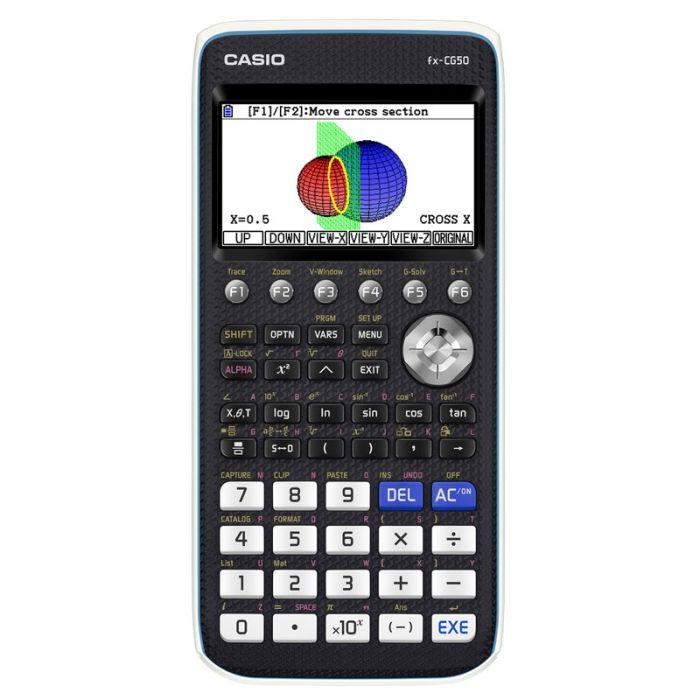 CASIO fx-CG50
[F1]/[F2]:Move cross section
X=0.5 CROSS X
UP DOWN VIEW-X VIEW-Y VIEW-Z ORIGINAL
Trace Zoom V-Window Sketch G-Solv G↔T
F1 F2 F3 F4 F5 F6
PRGM SET UP
SHIFT OPTN VARS MENU
A-LOCK √ r θ QUIT
ALPHA x² ^ EXIT
∠ A 10ˣ B eˣ C sin⁻¹ D cos⁻¹ E tan⁻¹ F
X,θ,T log ln sin cos tan
G H I x⁻¹ J K L
S↔D ( ) , →
CAPTURE M CLIP N PASTE O INS UNDO OFF
7 8 9 DEL AC/ON
CATALOG P FORMAT Q R { S } T
4 5 6 × ÷
List U Mat V W [ X ] Y
1 2 3 + −
i Z = SPACE π " Ans ↵
0 • ×10ˣ (−) EXE